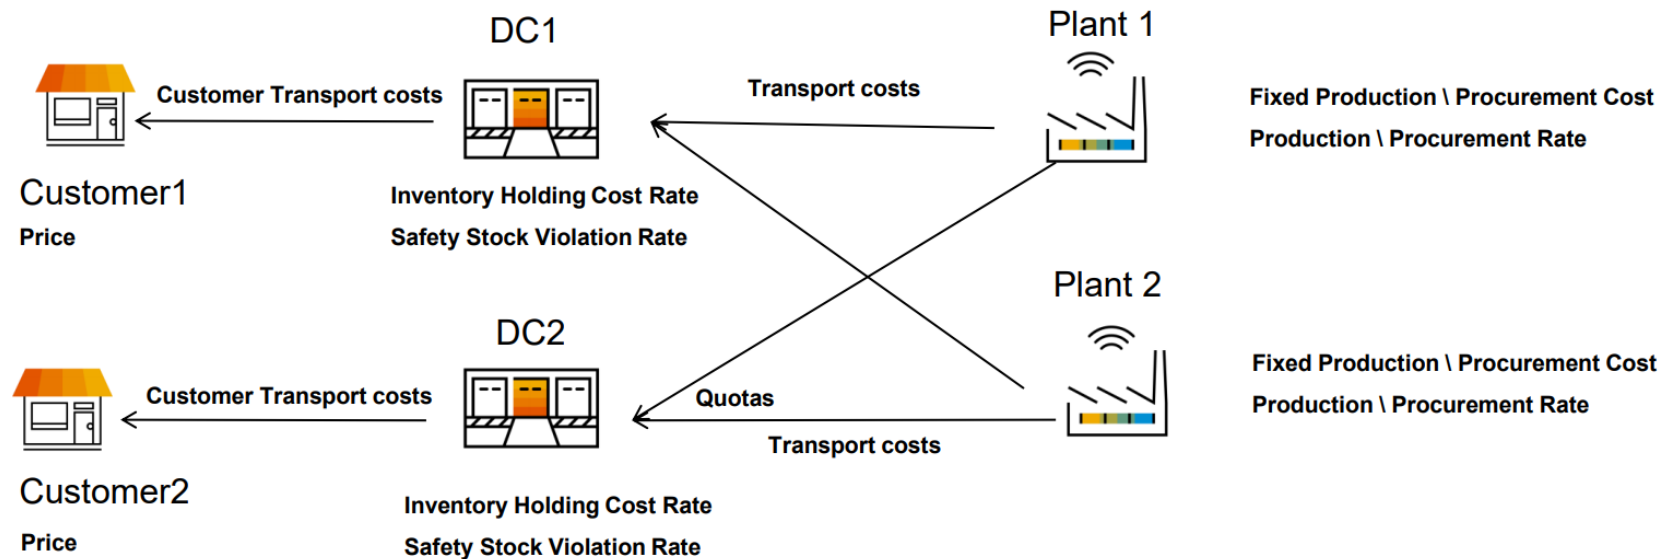 DC1
Plant 1
Customer Transport costs
Transport costs
Fixed Production \ Procurement Cost
Production \ Procurement Rate
Customer1
Price
Inventory Holding Cost Rate
Safety Stock Violation Rate
Plant 2
DC2
Customer Transport costs
Quotas
Transport costs
Fixed Production \ Procurement Cost
Production \ Procurement Rate
Customer2
Price
Inventory Holding Cost Rate
Safety Stock Violation Rate